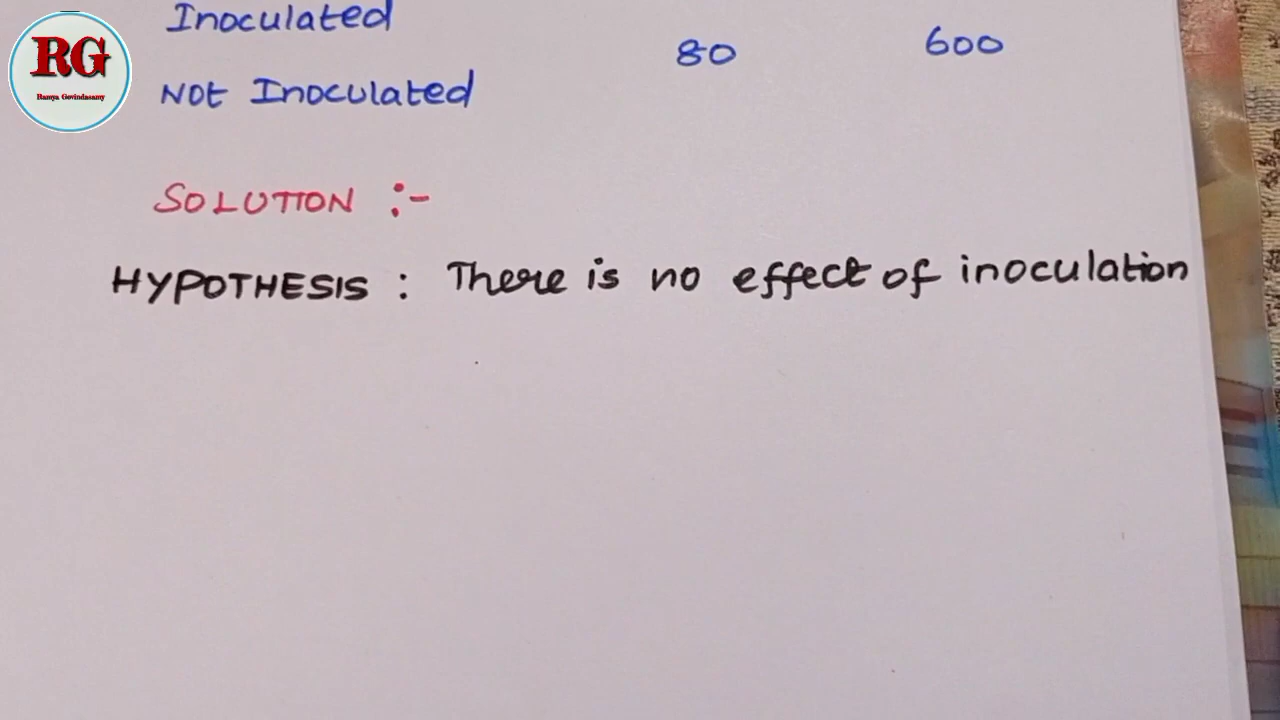 RG
Ramya Govindasamy
Inoculated
Not Inoculated 80 600
SOLUTION :-
HYPOTHESIS : There is no effect of inoculation